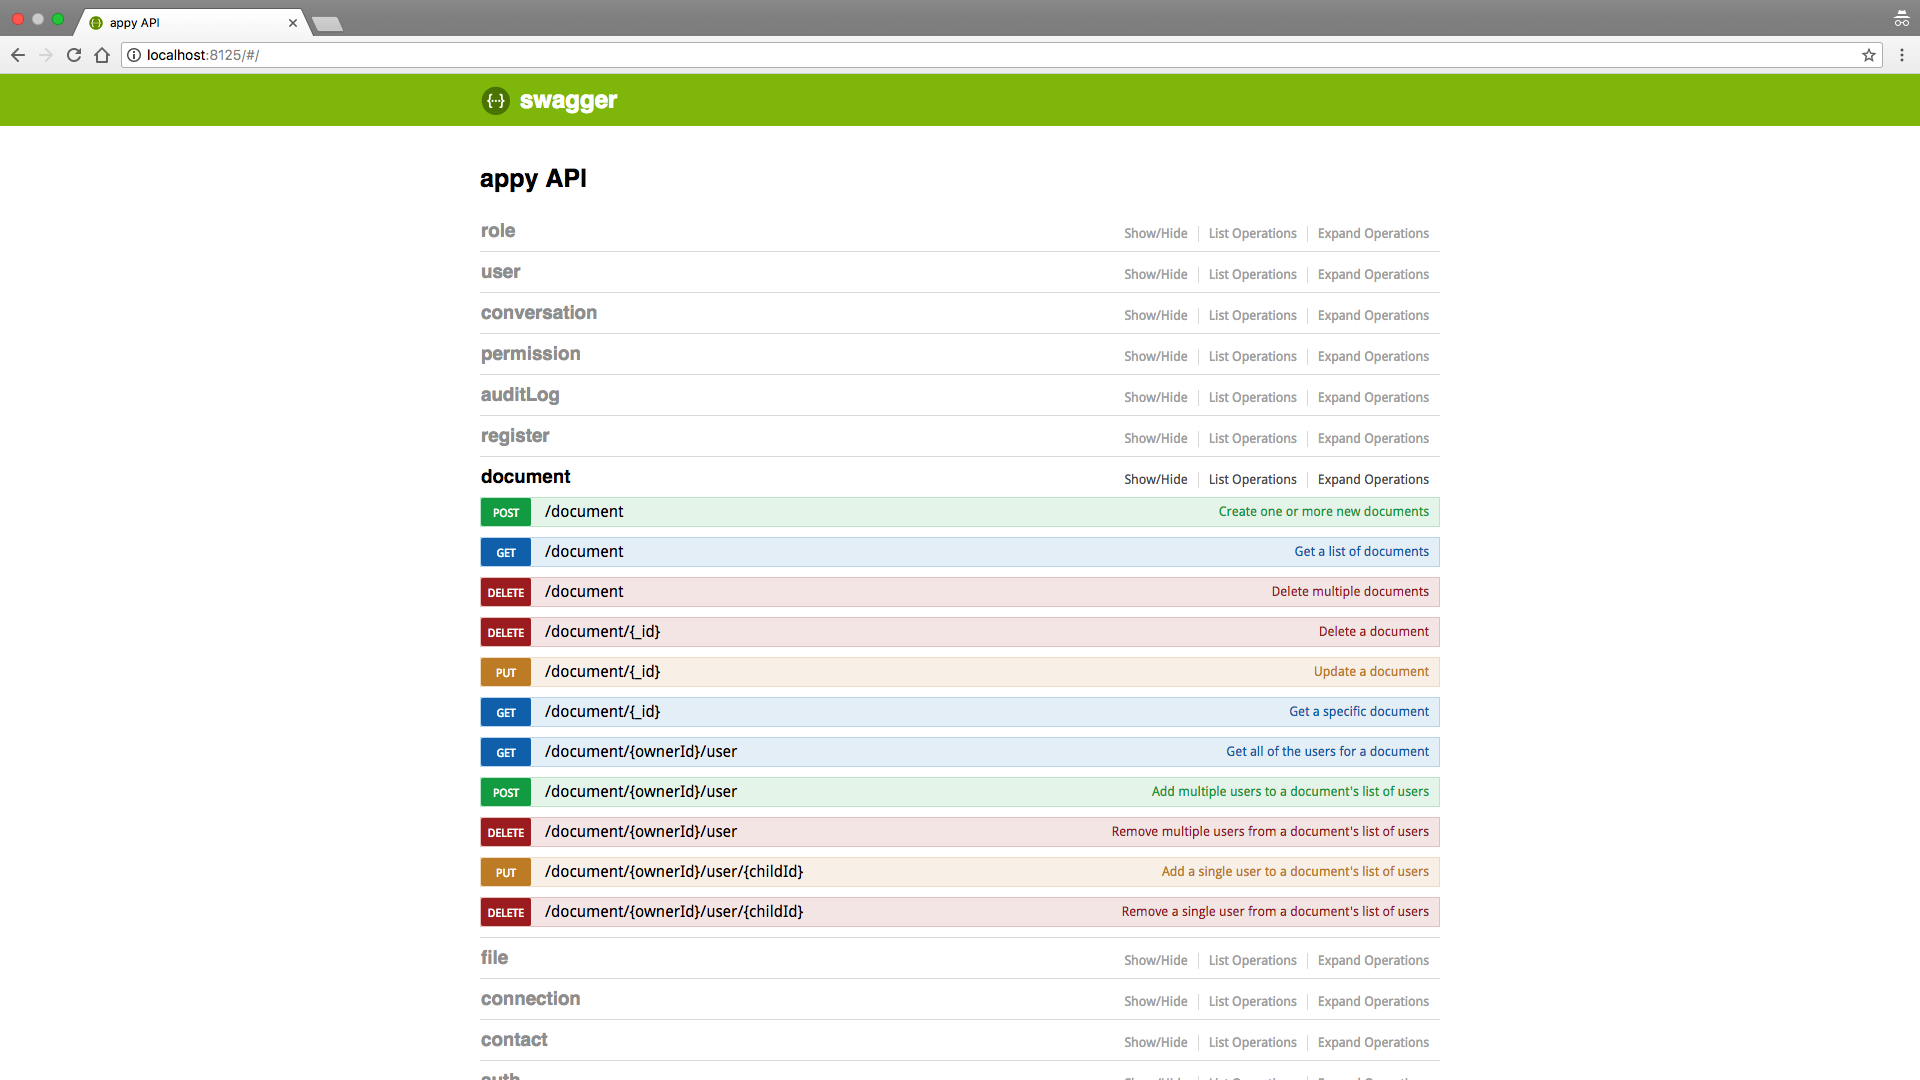 appy API
localhost:8125/#/
{··} swagger
appy API
role Show/Hide List Operations Expand Operations
user Show/Hide List Operations Expand Operations
conversation Show/Hide List Operations Expand Operations
permission Show/Hide List Operations Expand Operations
auditLog Show/Hide List Operations Expand Operations
register Show/Hide List Operations Expand Operations
document Show/Hide List Operations Expand Operations
POST /document Create one or more new documents
GET /document Get a list of documents
DELETE /document Delete multiple documents
DELETE /document/{_id} Delete a document
PUT /document/{_id} Update a document
GET /document/{_id} Get a specific document
GET /document/{ownerId}/user Get all of the users for a document
POST /document/{ownerId}/user Add multiple users to a document's list of users
DELETE /document/{ownerId}/user Remove multiple users from a document's list of users
PUT /document/{ownerId}/user/{childId} Add a single user to a document's list of users
DELETE /document/{ownerId}/user/{childId} Remove a single user from a document's list of users
file Show/Hide List Operations Expand Operations
connection Show/Hide List Operations Expand Operations
contact Show/Hide List Operations Expand Operations